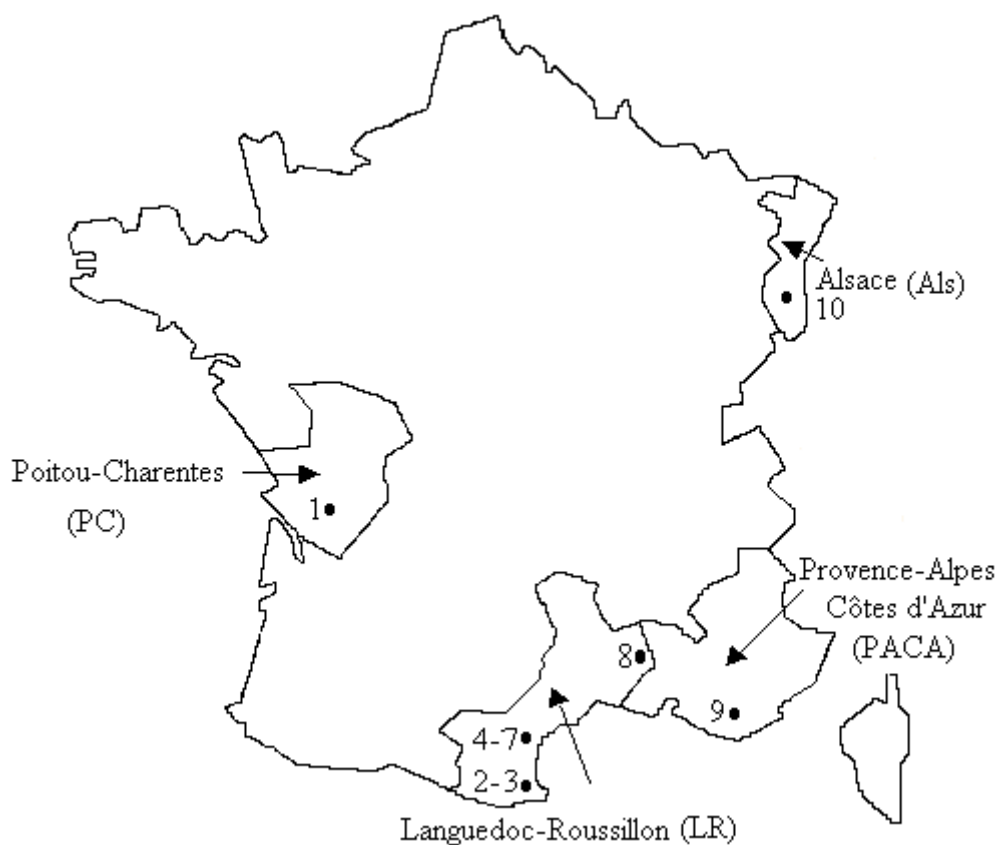 Alsace (Als)
10
Poitou-Charentes
(PC)
1
Provence-Alpes
Côtes d'Azur
(PACA)
8
9
4-7
2-3
Languedoc-Roussillon (LR)